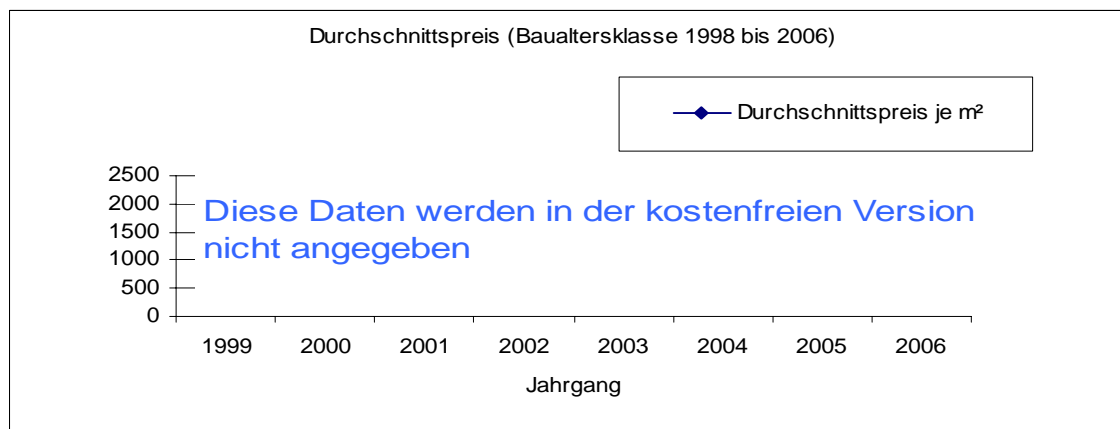 Durchschnittspreis (Baualtersklasse 1998 bis 2006)
Durchschnittspreis je m²
2500
2000
1500
1000
500
0
Diese Daten werden in der kostenfreien Version
nicht angegeben
1999 2000 2001 2002 2003 2004 2005 2006
Jahrgang